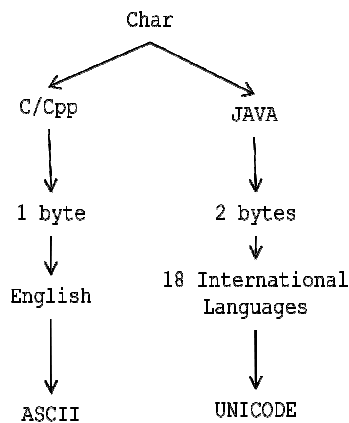 Char
C/Cpp
JAVA
1 byte
2 bytes
English
18 International
Languages
ASCII
UNICODE